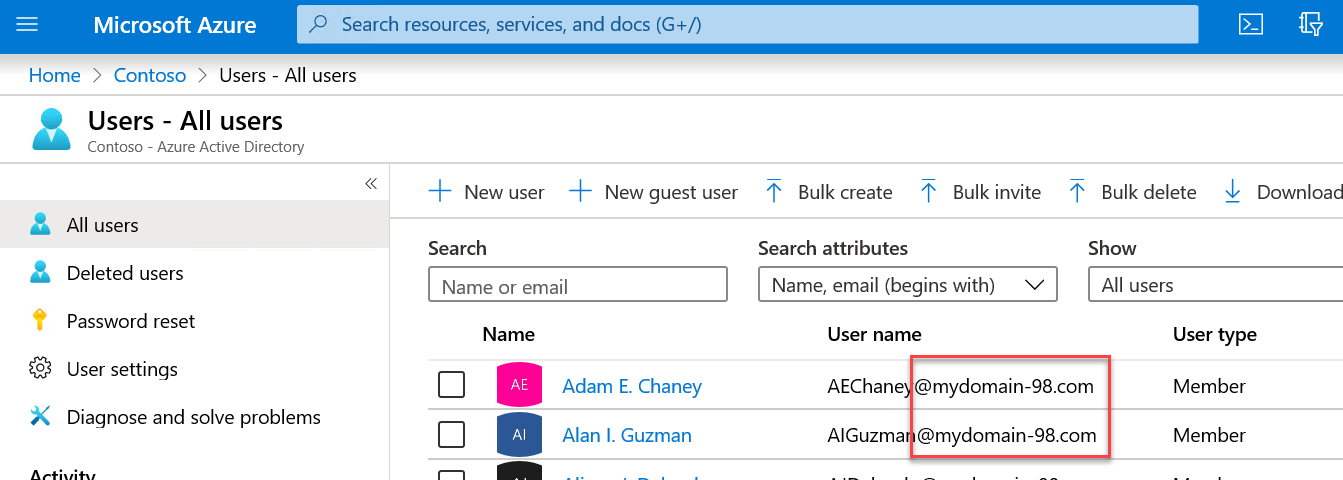 Microsoft Azure
Search resources, services, and docs (G+/)
Home > Contoso > Users - All users
Users - All users
Contoso - Azure Active Directory
«
All users
Deleted users
Password reset
User settings
Diagnose and solve problems
Activity
+ New user
+ New guest user
Bulk create
Bulk invite
Bulk delete
Download
Search
Name or email
Search attributes
Name, email (begins with)
Show
All users
Name User name User type
AE Adam E. Chaney AEChaney@mydomain-98.com Member
AI Alan I. Guzman AIGuzman@mydomain-98.com Member